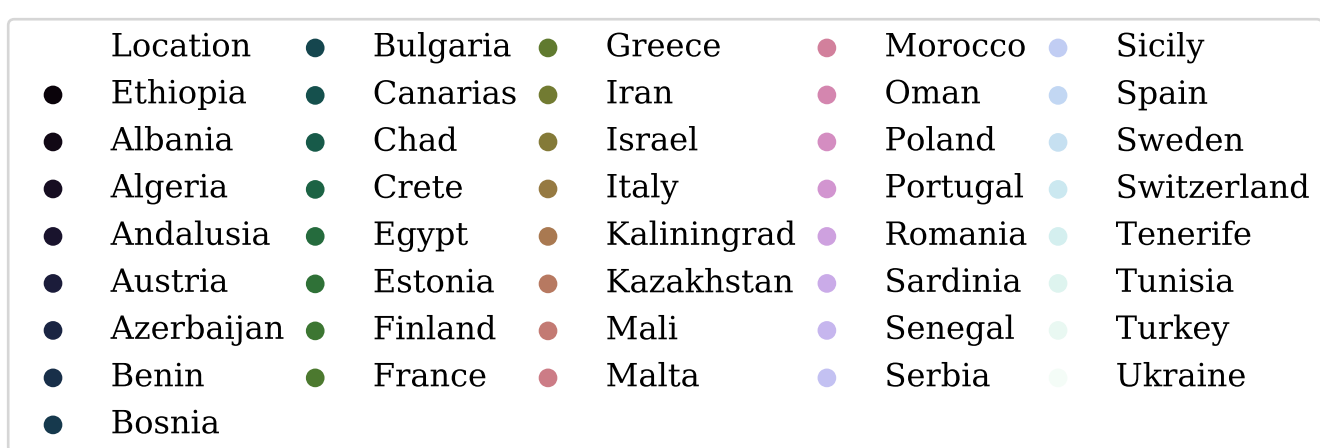 Location
Ethiopia
Albania
Algeria
Andalusia
Austria
Azerbaijan
Benin
Bosnia
Bulgaria
Canarias
Chad
Crete
Egypt
Estonia
Finland
France
Greece
Iran
Israel
Italy
Kaliningrad
Kazakhstan
Mali
Malta
Morocco
Oman
Poland
Portugal
Romania
Sardinia
Senegal
Serbia
Sicily
Spain
Sweden
Switzerland
Tenerife
Tunisia
Turkey
Ukraine